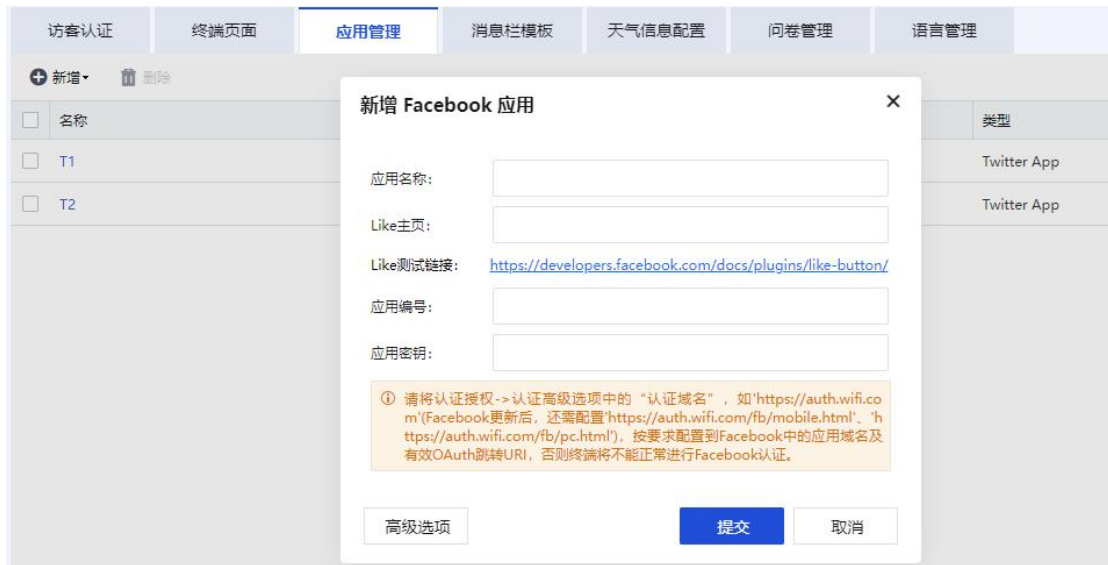 访客认证 终端页面 应用管理 消息栏模板 天气信息配置 问卷管理 语言管理
新增 删除
新增 Facebook 应用
名称 类型
T1 Twitter App
T2 Twitter App
应用名称：
Like主页：
Like测试链接： https://developers.facebook.com/docs/plugins/like-button/
应用编号：
应用密钥：
请将认证授权->认证高级选项中的“认证域名”，如'https://auth.wifi.co
m'(Facebook更新后，还需配置'https://auth.wifi.com/fb/mobile.html'、'h
ttps://auth.wifi.com/fb/pc.html')，按要求配置到Facebook中的应用域名及
有效OAuth跳转URI，否则终端将不能正常进行Facebook认证。
高级选项 提交 取消